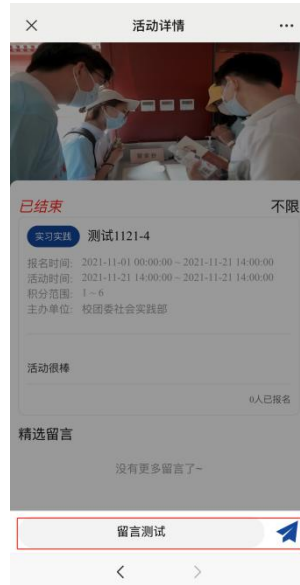 活动详情
已结束
不限
实习实践 测试1121-4
报名时间: 2021-11-01 00:00:00 ~ 2021-11-21 14:00:00
活动时间: 2021-11-21 14:00:00 ~ 2021-11-21 14:00:00
积分范围: 1 ~ 6
主办单位: 校团委社会实践部
活动很棒
0人已报名
精选留言
没有更多留言了~
留言测试